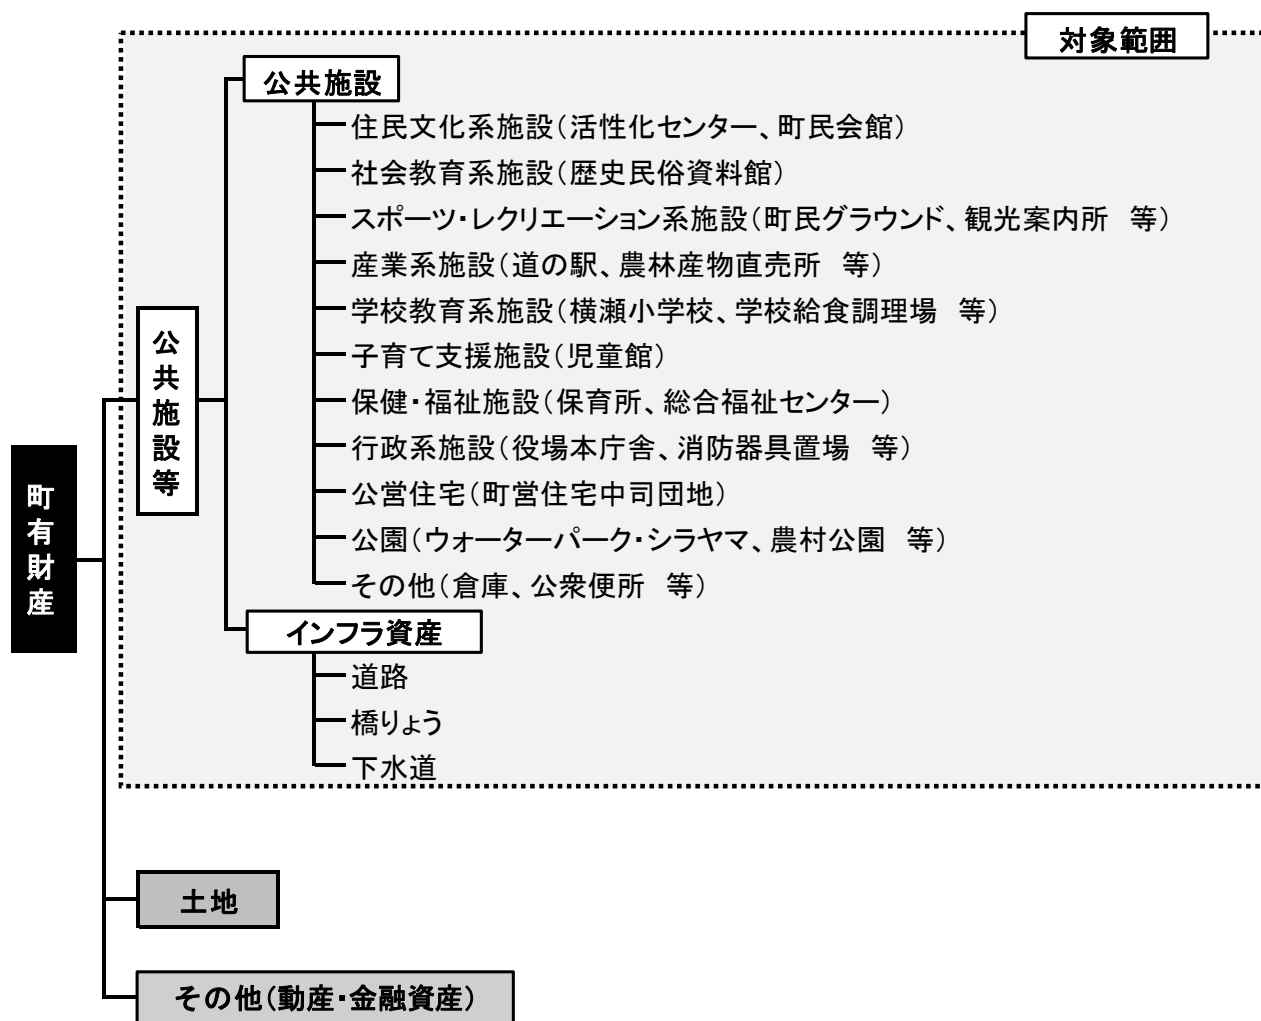 対象範囲
公共施設
住民文化系施設(活性化センター、町民会館)
社会教育系施設(歴史民俗資料館)
スポーツ・レクリエーション系施設(町民グラウンド、観光案内所 等)
産業系施設(道の駅、農林産物直売所 等)
学校教育系施設(横瀬小学校、学校給食調理場 等)
子育て支援施設(児童館)
保健・福祉施設(保育所、総合福祉センター)
行政系施設(役場本庁舎、消防器具置場 等)
公営住宅(町営住宅中司団地)
公園(ウォーターパーク・シラヤマ、農村公園 等)
その他(倉庫、公衆便所 等)
公共施設等
町有財産
インフラ資産
道路
橋りょう
下水道
土地
その他(動産・金融資産)